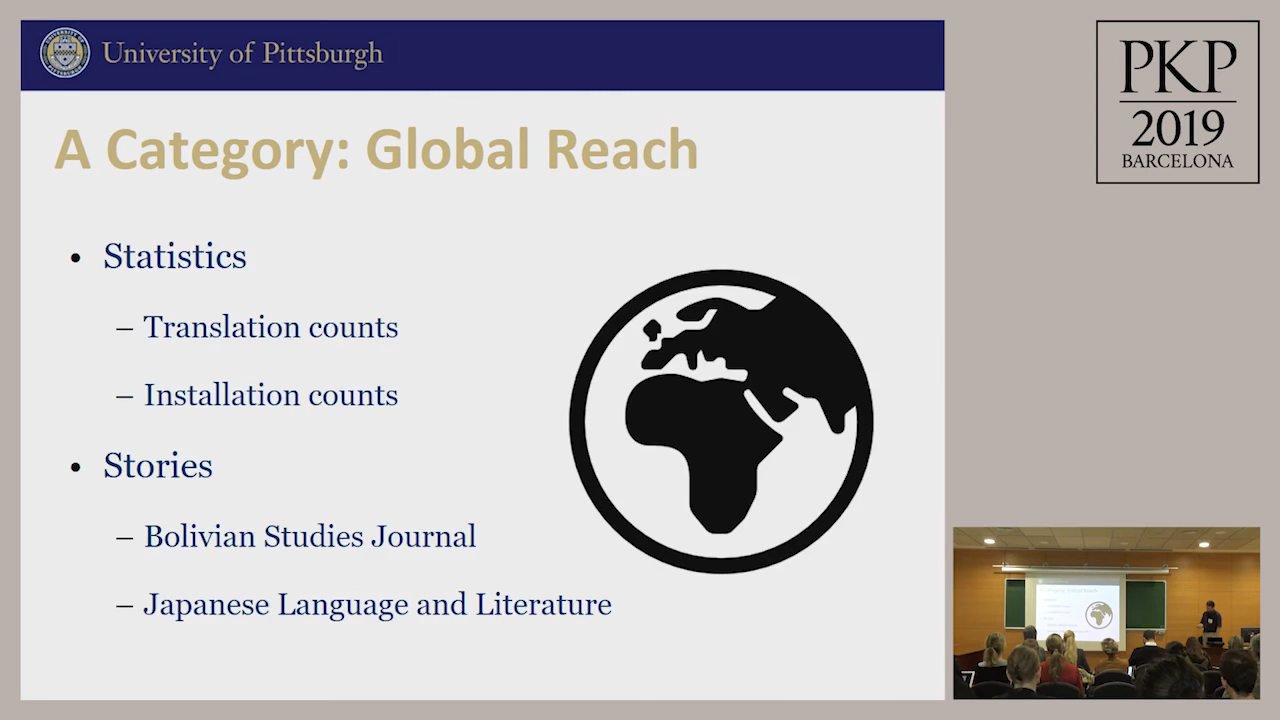 University of Pittsburgh
A Category: Global Reach
• Statistics
– Translation counts
– Installation counts
• Stories
– Bolivian Studies Journal
– Japanese Language and Literature
PKP
2019
BARCELONA